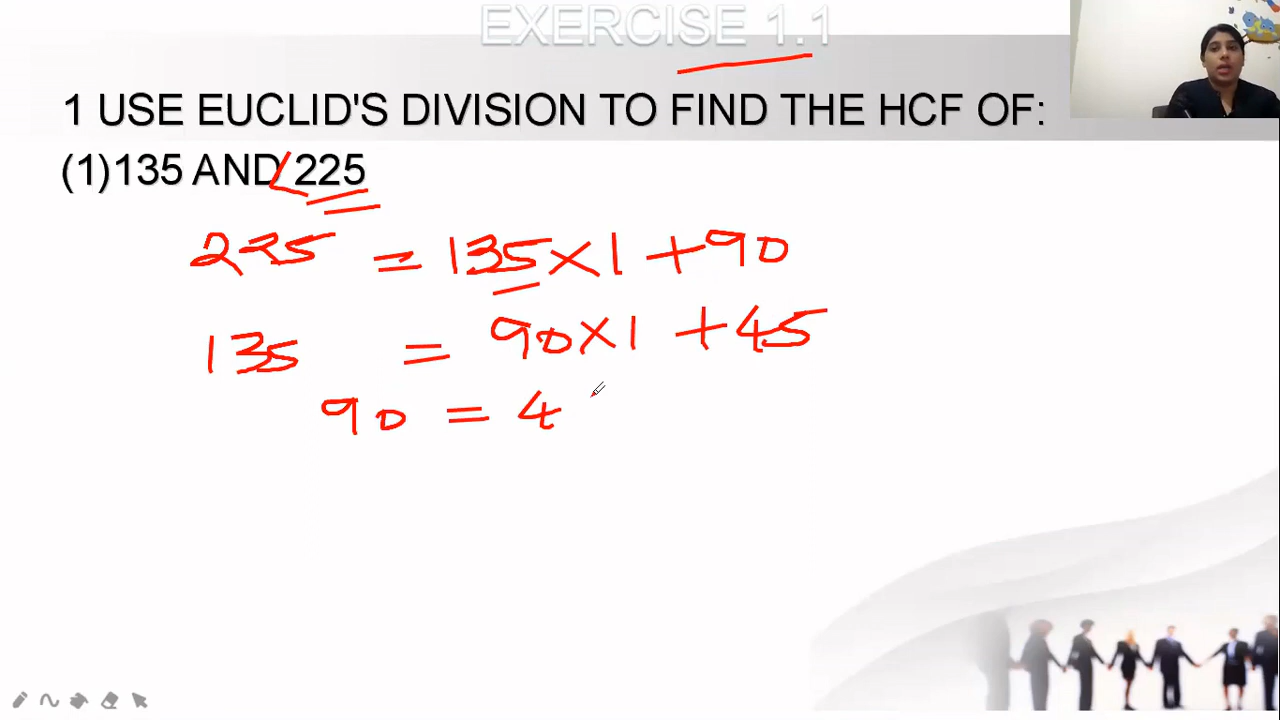 EXERCISE 1.1
1 USE EUCLID'S DIVISION TO FIND THE HCF OF:
(1)135 AND 225
225 = 135 × 1 + 90
135 = 90 × 1 + 45
90 = 4